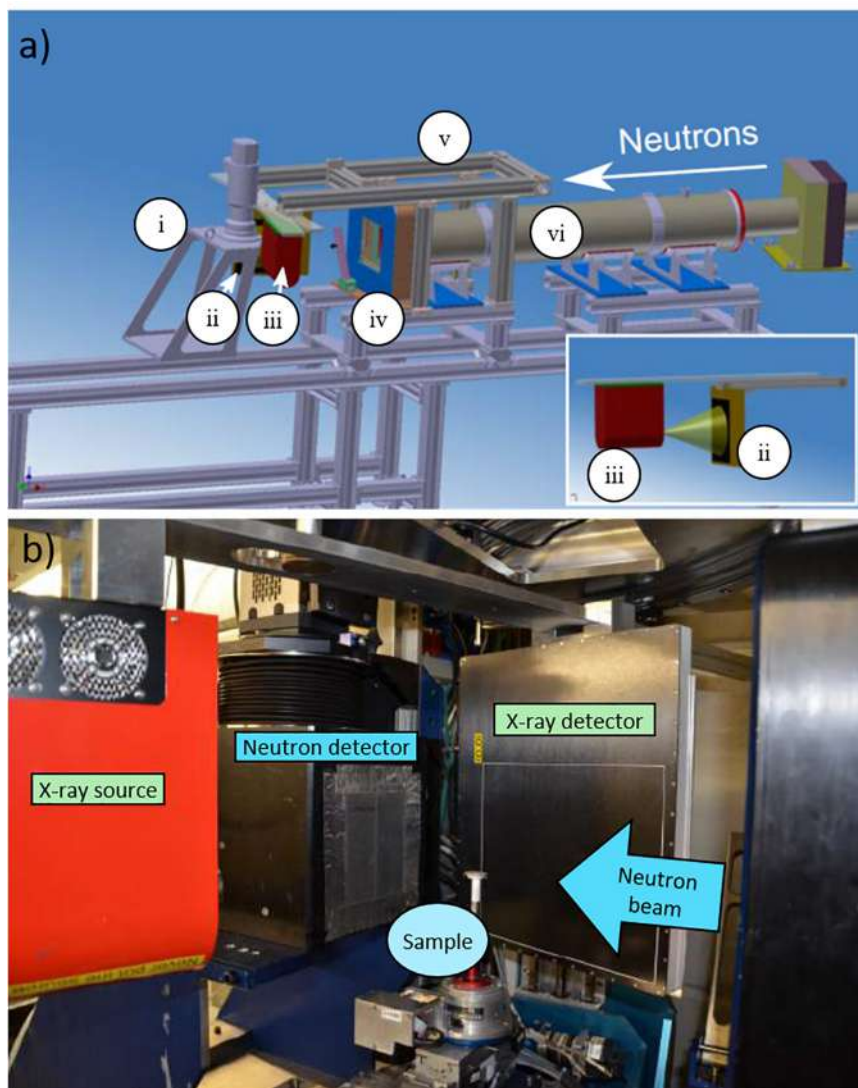 a)
v
Neutrons
i
vi
ii
iii
iv
iii
ii
b)
Neutron detector
X-ray detector
X-ray source
Neutron
beam
Sample